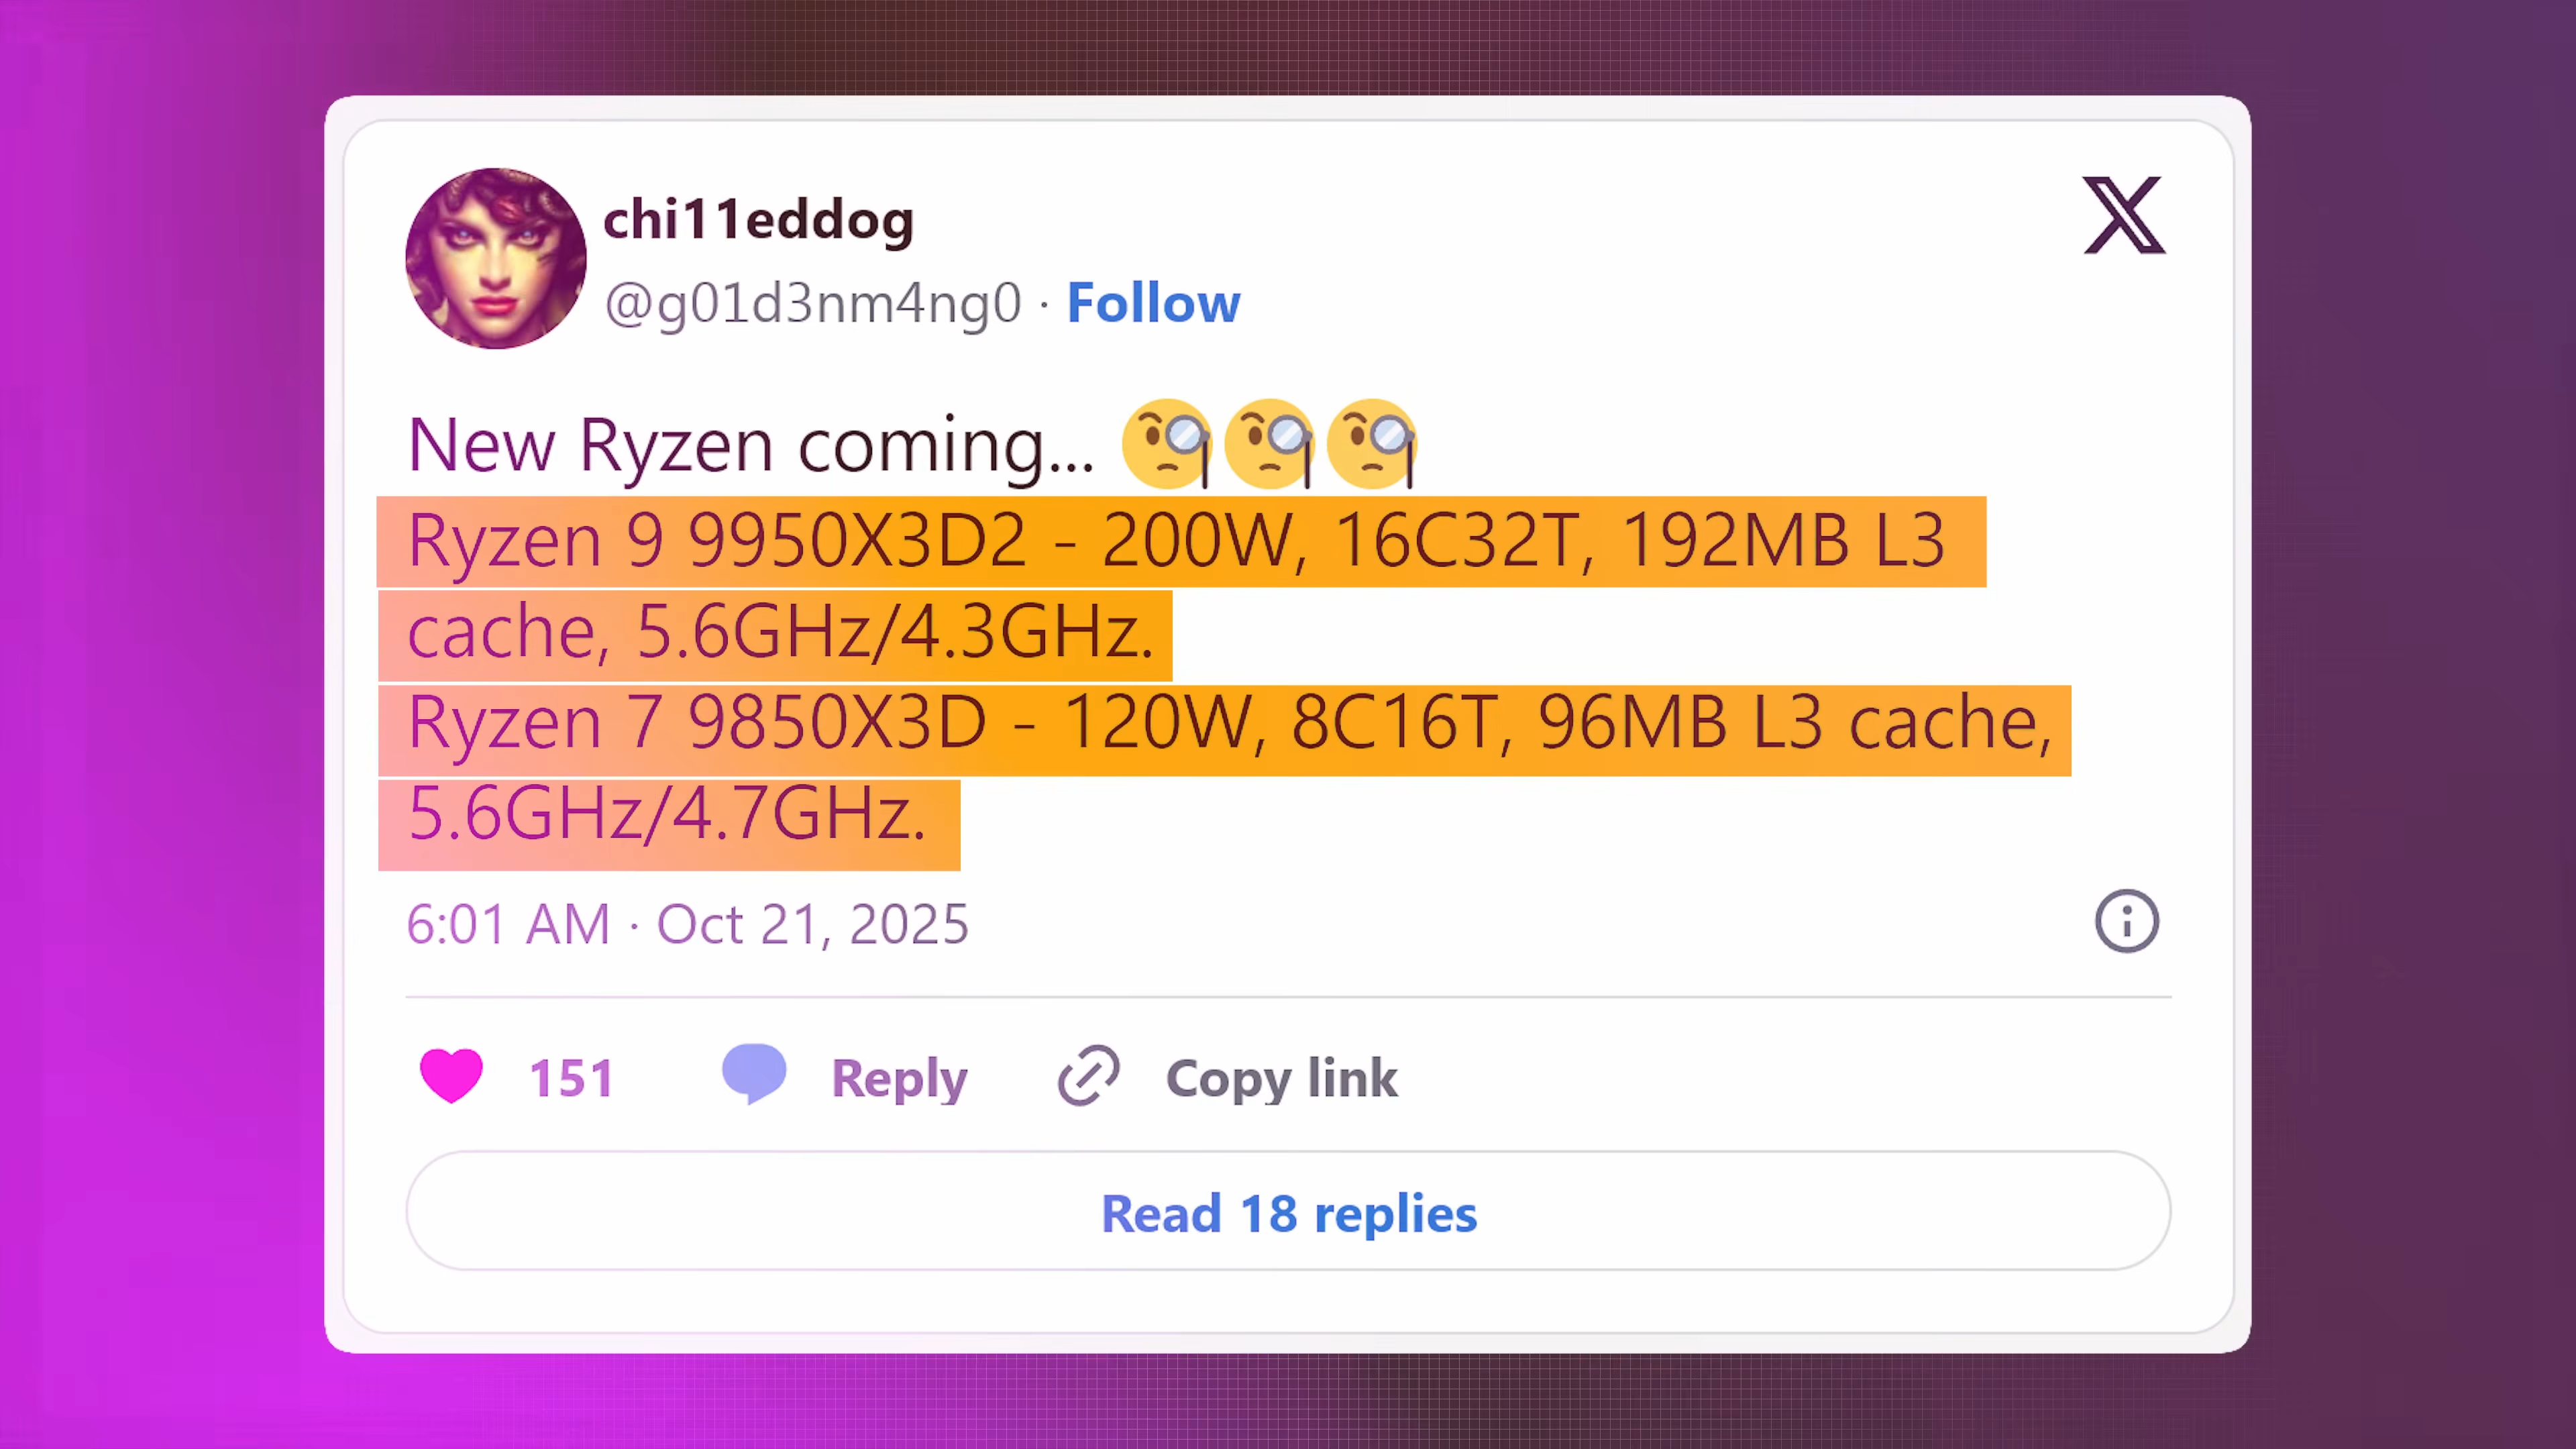 chi11eddog
@g01d3nm4ng0 · Follow
New Ryzen coming... 🧐🧐🧐
Ryzen 9 9950X3D2 - 200W, 16C32T, 192MB L3
cache, 5.6GHz/4.3GHz.
Ryzen 7 9850X3D - 120W, 8C16T, 96MB L3 cache,
5.6GHz/4.7GHz.
6:01 AM · Oct 21, 2025
151 Reply Copy link
Read 18 replies